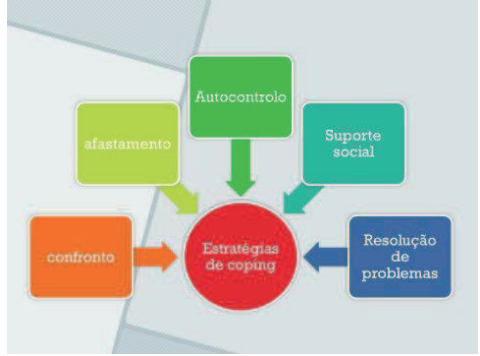 Autocontrolo
afastamento
Suporte
social
confronto
Estratégias
de coping
Resolução
de
problemas